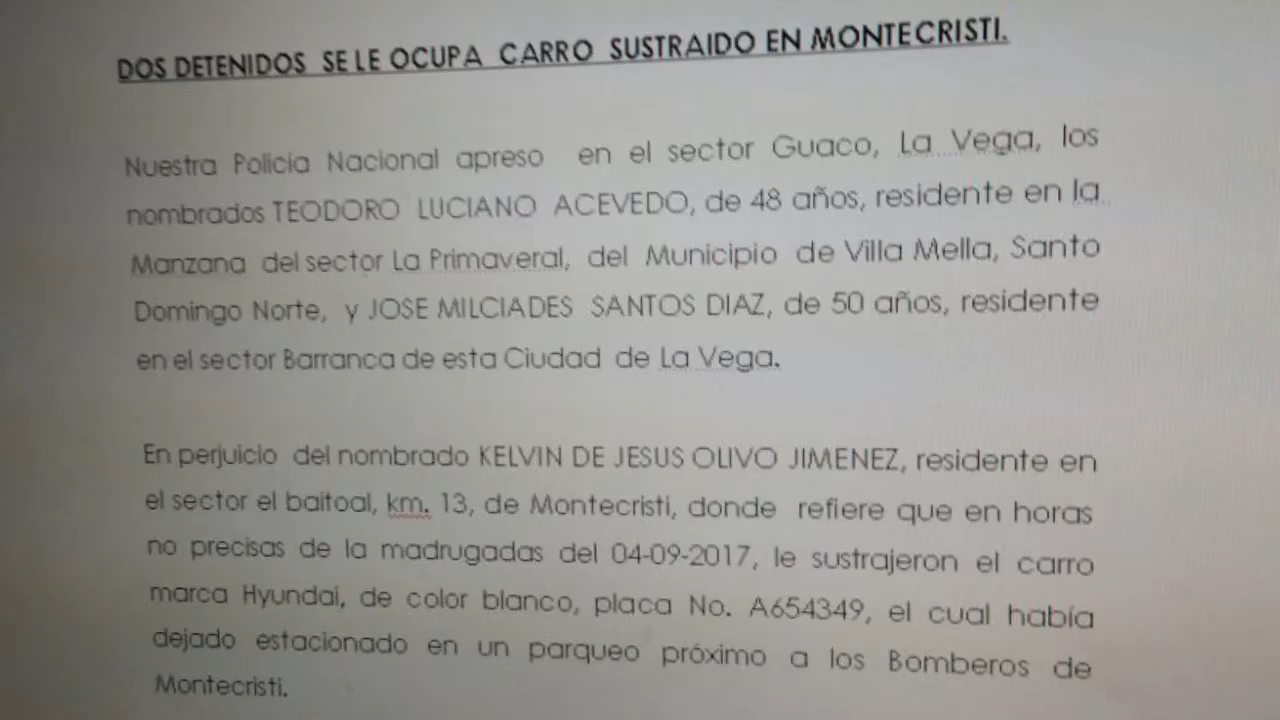 DOS DETENIDOS SE LE OCUPA CARRO SUSTRAIDO EN MONTECRISTI.
Nuestra Policia Nacional apreso en el sector Guaco, La Vega, los
nombrados TEODORO LUCIANO ACEVEDO, de 48 años, residente en la
Manzana del sector La Primaveral, del Municipio de Villa Mella, Santo
Domingo Norte, y JOSE MILCIADES SANTOS DIAZ, de 50 años, residente
en el sector Barranca de esta Ciudad de La Vega.
En perjuicio del nombrado KELVIN DE JESUS OLIVO JIMENEZ, residente en
el sector el baitoal, km. 13, de Montecristi, donde refiere que en horas
no precisas de la madrugadas del 04-09-2017, le sustrajeron el carro
marca Hyundai, de color blanco, placa No. A654349, el cual había
dejado estacionado en un parqueo próximo a los Bomberos de
Montecristi.